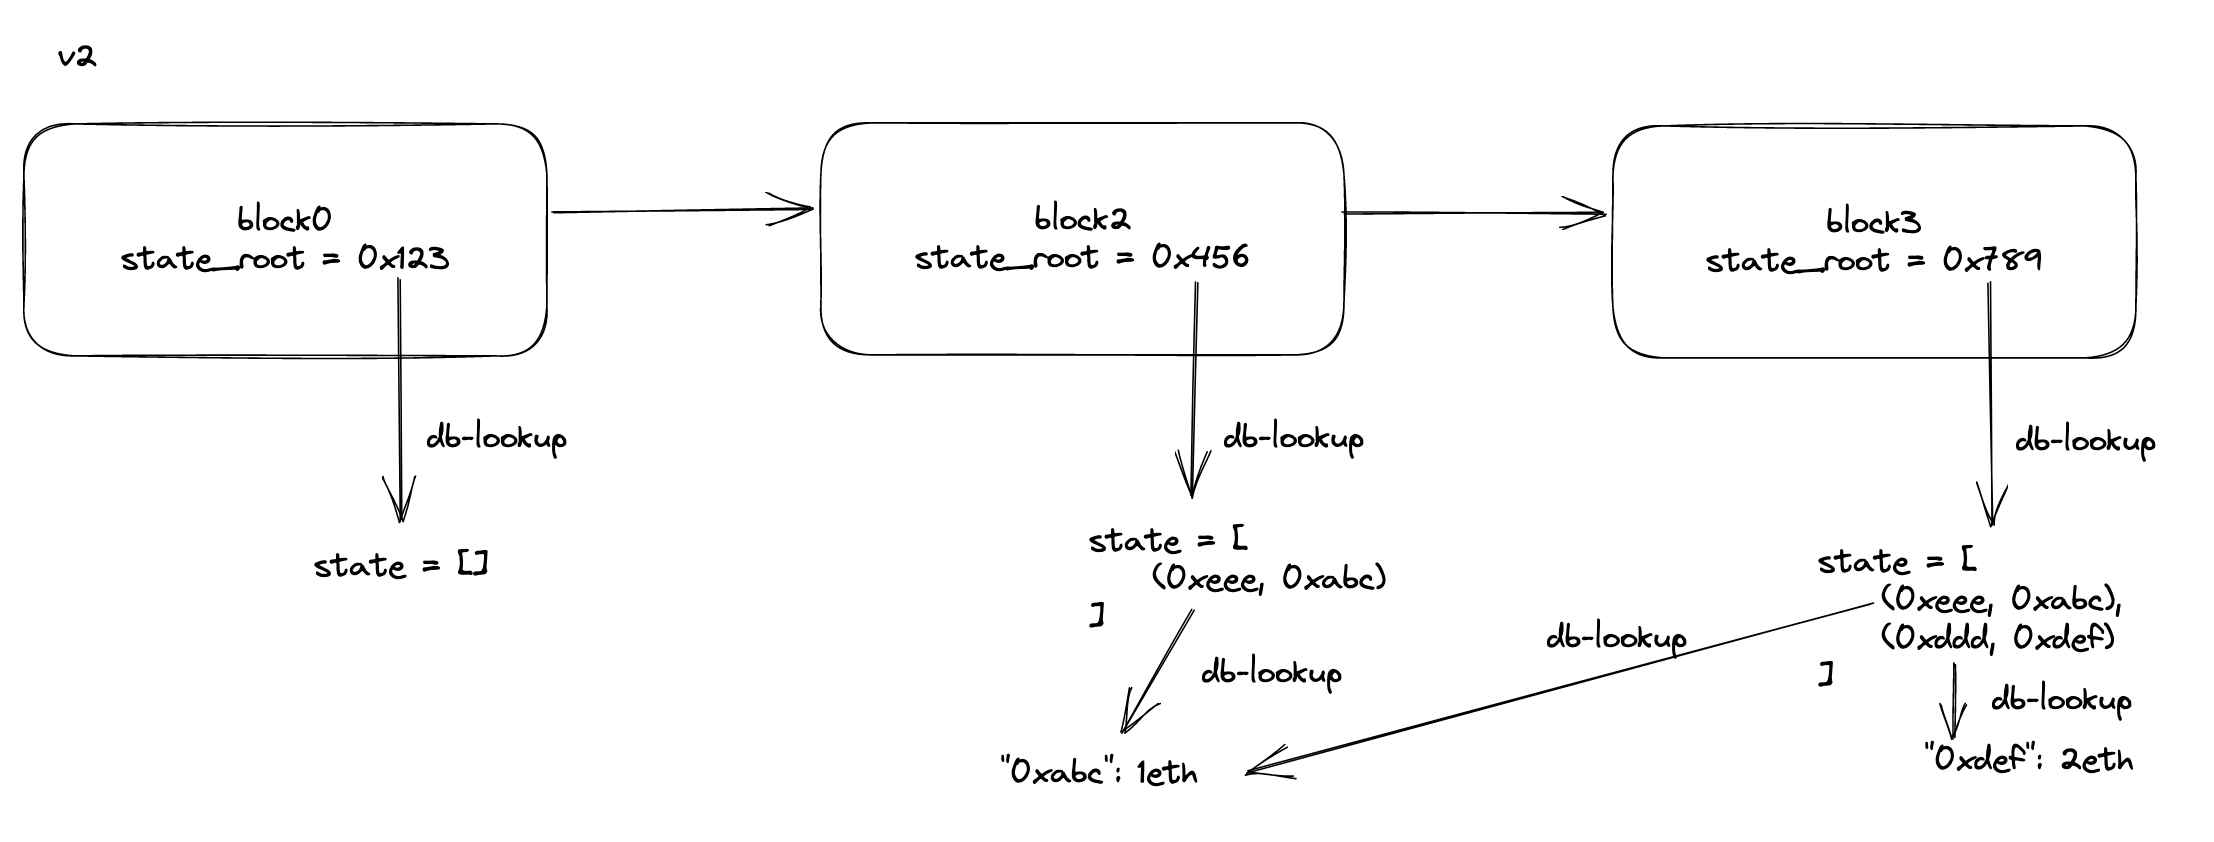 v2
block0
state_root = 0x123
block2
state_root = 0x456
block3
state_root = 0x789
db-lookup
db-lookup
db-lookup
state = []
state = [
(0xeee, 0xabc)
]
state = [
(0xeee, 0xabc),
(0xddd, 0xdef)
]
db-lookup
db-lookup
db-lookup
"0xabc": 1eth
"0xdef": 2eth